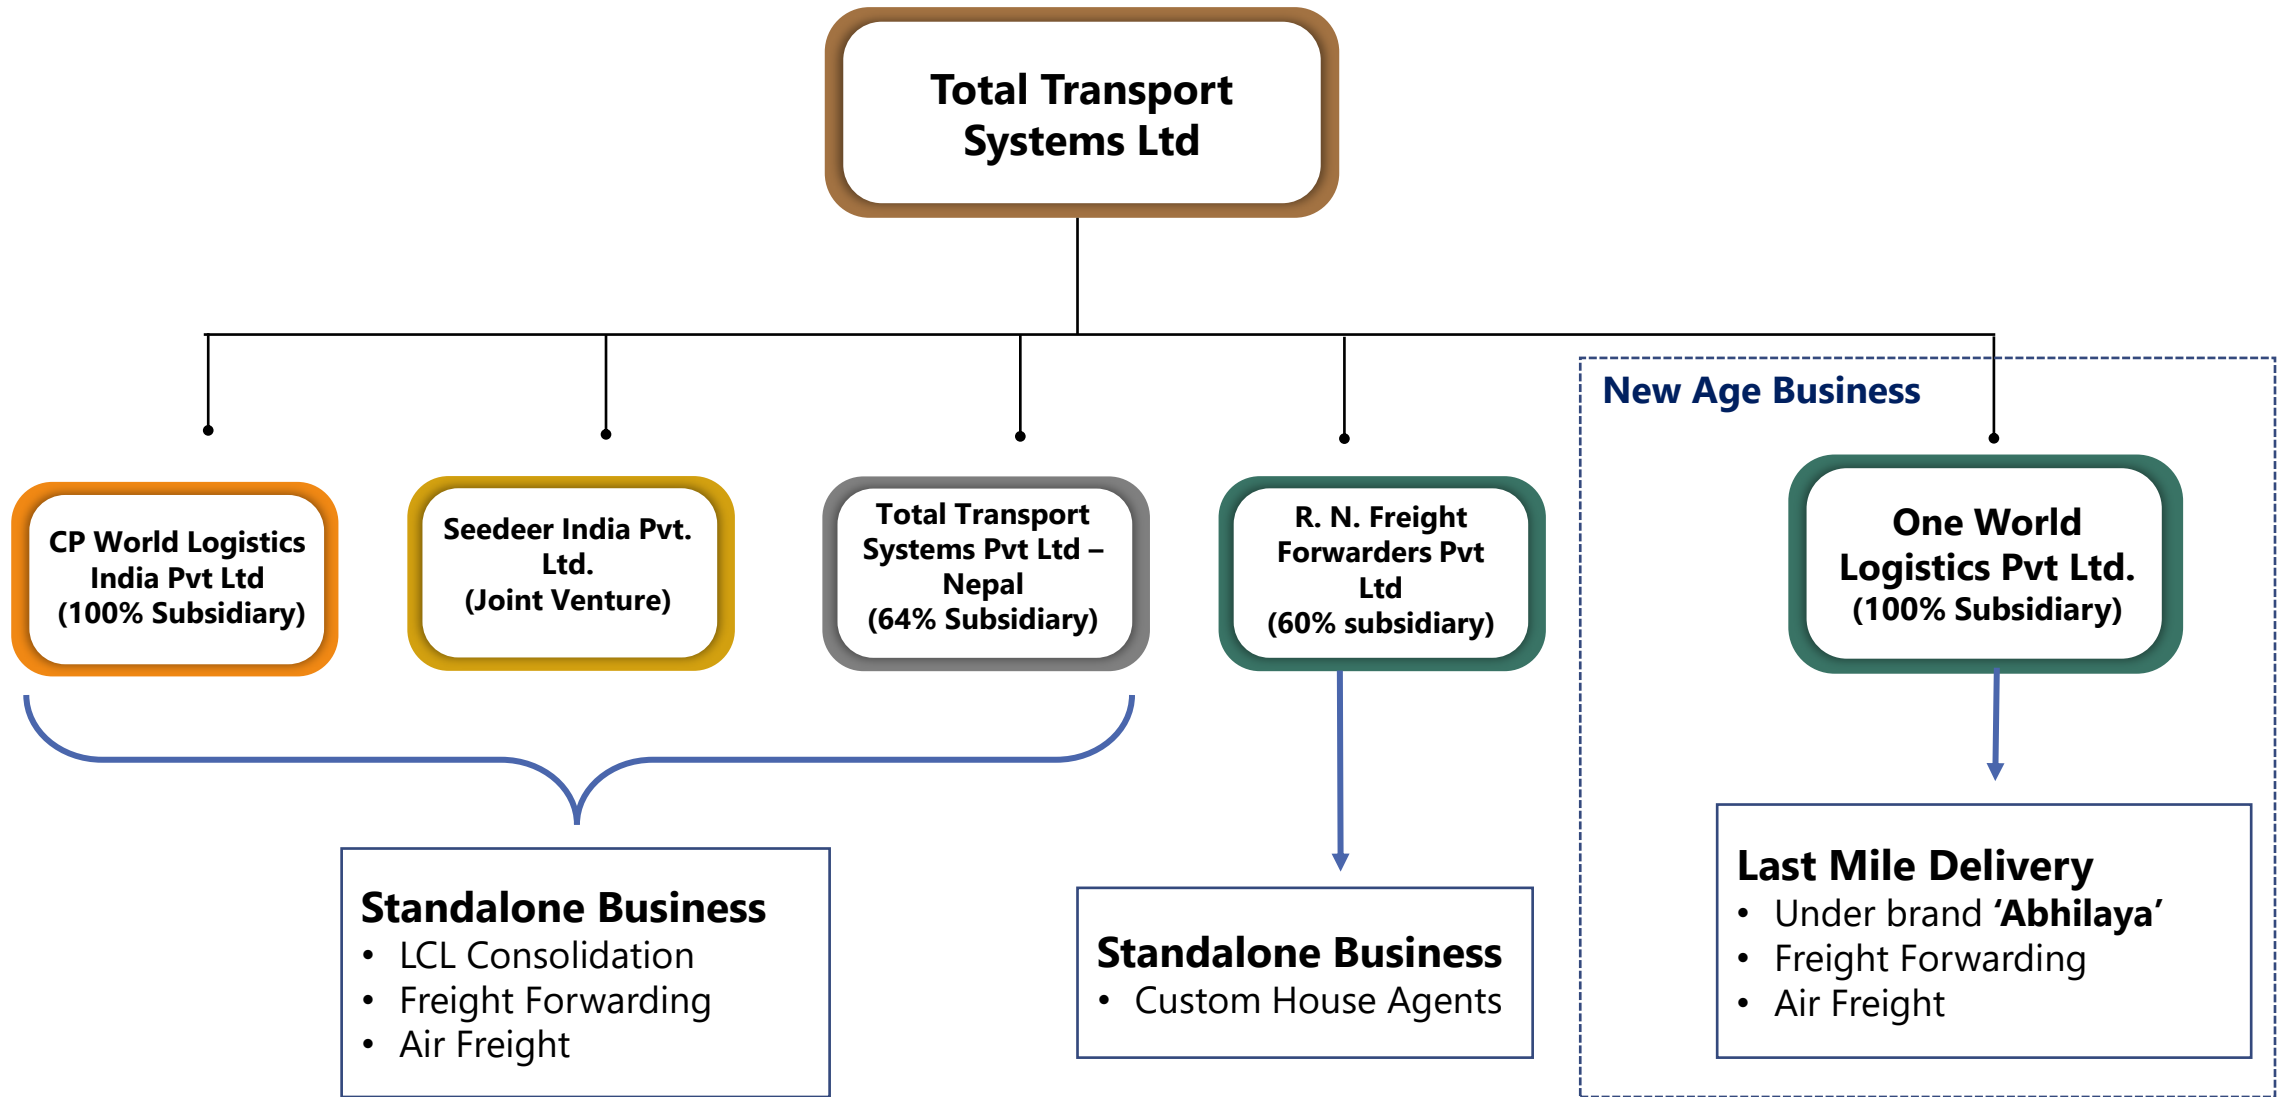 Total Transport
Systems Ltd
New Age Business
CP World Logistics
India Pvt Ltd
(100% Subsidiary)
Seedeer India Pvt.
Ltd.
(Joint Venture)
Total Transport
Systems Pvt Ltd –
Nepal
(64% Subsidiary)
R. N. Freight
Forwarders Pvt
Ltd
(60% subsidiary)
One World
Logistics Pvt Ltd.
(100% Subsidiary)
Standalone Business
• LCL Consolidation
• Freight Forwarding
• Air Freight
Standalone Business
• Custom House Agents
Last Mile Delivery
• Under brand ‘Abhilaya’
• Freight Forwarding
• Air Freight